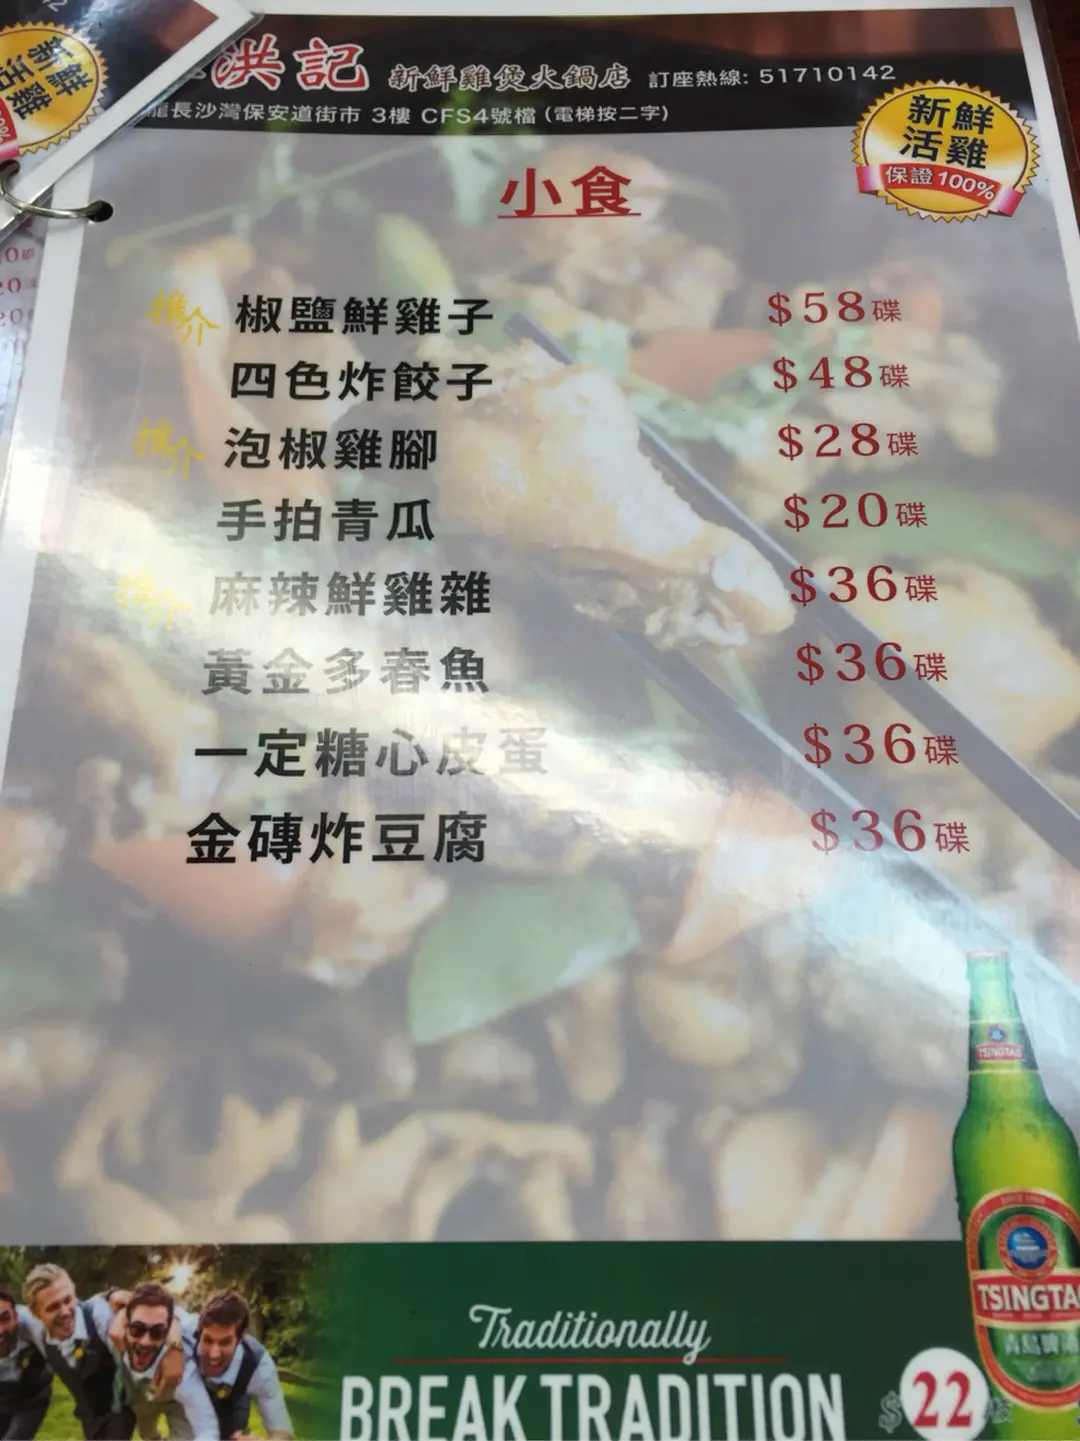 洪記 新鮮雞煲火鍋店 訂座熱線: 51710142
龍長沙灣保安道街市 3樓 CFS4號檔 (電梯按二字)
新鮮
活雞
保證100%
新鮮
活雞
小食
推介 椒鹽鮮雞子 $58碟
四色炸餃子 $48碟
推介 泡椒雞腳 $28碟
手拍青瓜 $20碟
推介 麻辣鮮雞雜 $36碟
黃金多春魚 $36碟
一定糖心皮蛋 $36碟
金磚炸豆腐 $36碟
TSINGTAO
TSINGTA
青島啤酒
Traditionally
BREAK TRADITION
$22